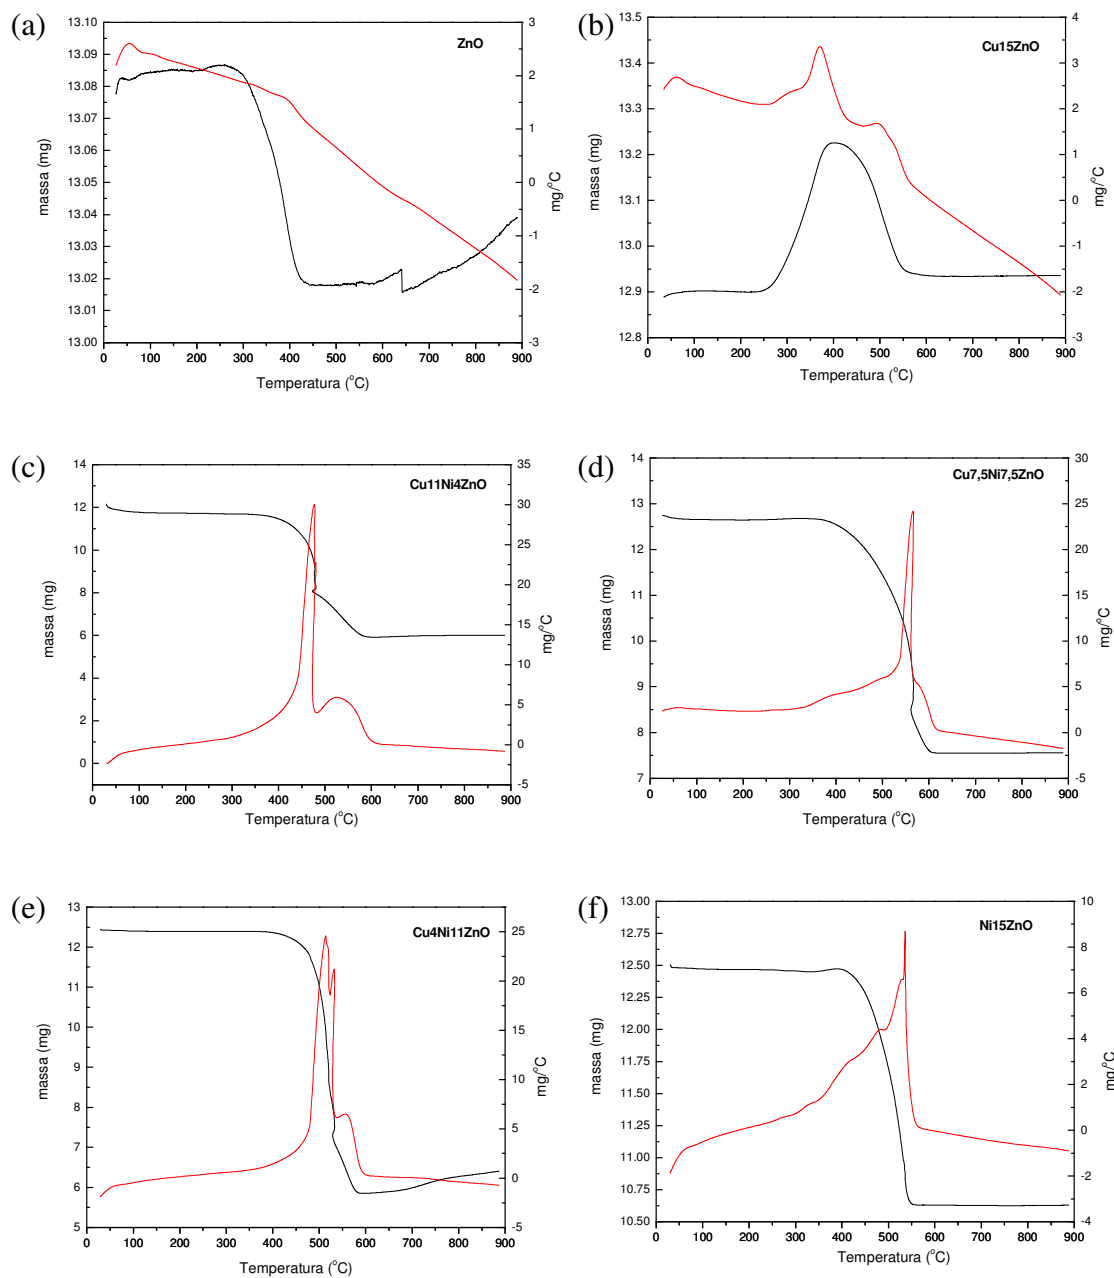 (a)
ZnO
massa (mg)
13.10
13.09
13.08
13.07
13.06
13.05
13.04
13.03
13.02
13.01
13.00
3
2
1
0
-1
-2
-3
mg/°C
0 100 200 300 400 500 600 700 800 900
Temperatura (°C)
(b)
Cu15ZnO
massa (mg)
13.5
13.4
13.3
13.2
13.1
13.0
12.9
12.8
4
3
2
1
0
-1
-2
-3
mg/°C
0 100 200 300 400 500 600 700 800 900
Temperatura (°C)
(c)
Cu11Ni4ZnO
massa (mg)
14
12
10
8
6
4
2
0
35
30
25
20
15
10
5
0
-5
mg/°C
0 100 200 300 400 500 600 700 800 900
Temperatura (°C)
(d)
Cu7,5Ni7,5ZnO
massa (mg)
14
13
12
11
10
9
8
7
30
25
20
15
10
5
0
-5
mg/°C
0 100 200 300 400 500 600 700 800 900
Temperatura (°C)
(e)
Cu4Ni11ZnO
massa (mg)
13
12
11
10
9
8
7
6
5
25
20
15
10
5
0
-5
mg/°C
0 100 200 300 400 500 600 700 800 900
Temperatura (°C)
(f)
Ni15ZnO
massa (mg)
13.00
12.75
12.50
12.25
12.00
11.75
11.50
11.25
11.00
10.75
10.50
10
8
6
4
2
0
-2
-4
mg/°C
0 100 200 300 400 500 600 700 800 900
Temperatura (°C)